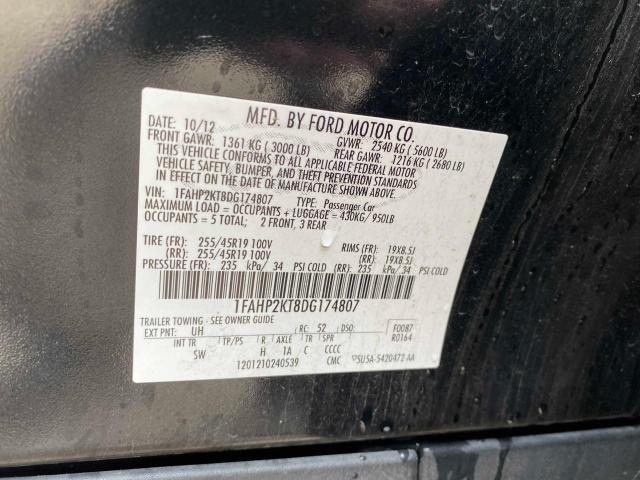 10/12 MFD. BY FORD MOTOR CO.
FRONT GAWR: 1361 KG ( 3000 LB) GVWR: 2540 KG ( 5600 LB)
REAR GAWR: 1216 KG ( 2680 LB)
THIS VEHICLE CONFORMS TO ALL APPLICABLE FEDERAL MOTOR
VEHICLE SAFETY, BUMPER, AND THEFT PREVENTION STANDARDS
IN EFFECT ON THE DATE OF MANUFACTURE SHOWN ABOVE.
VIN: 1FAHP2KT8DG174807 TYPE: Passenger Car
MAXIMUM LOAD = OCCUPANTS + LUGGAGE = 430KG/ 950LB
OCCUPANTS = 5 TOTAL; 2 FRONT, 3 REAR
TIRE (FR): 255/45R19 100V RIMS (FR): 19X8.5J
(RR): 255/45R19 100V (RR): 19X8.5J
PRESSURE (FR): 235 kPa/ 34 PSI COLD (RR): 235 kPa/ 34 PSI COLD
1FAHP2KT8DG174807
TRAILER TOWING - SEE OWNER GUIDE
EXT PNT: UH RC: 52 DSO: F0087
INT TR TP/PS R AXLE TR SPR R0164
SW H 1A C CCCC
1201210240539 CMC 5U5A-5420472-AA